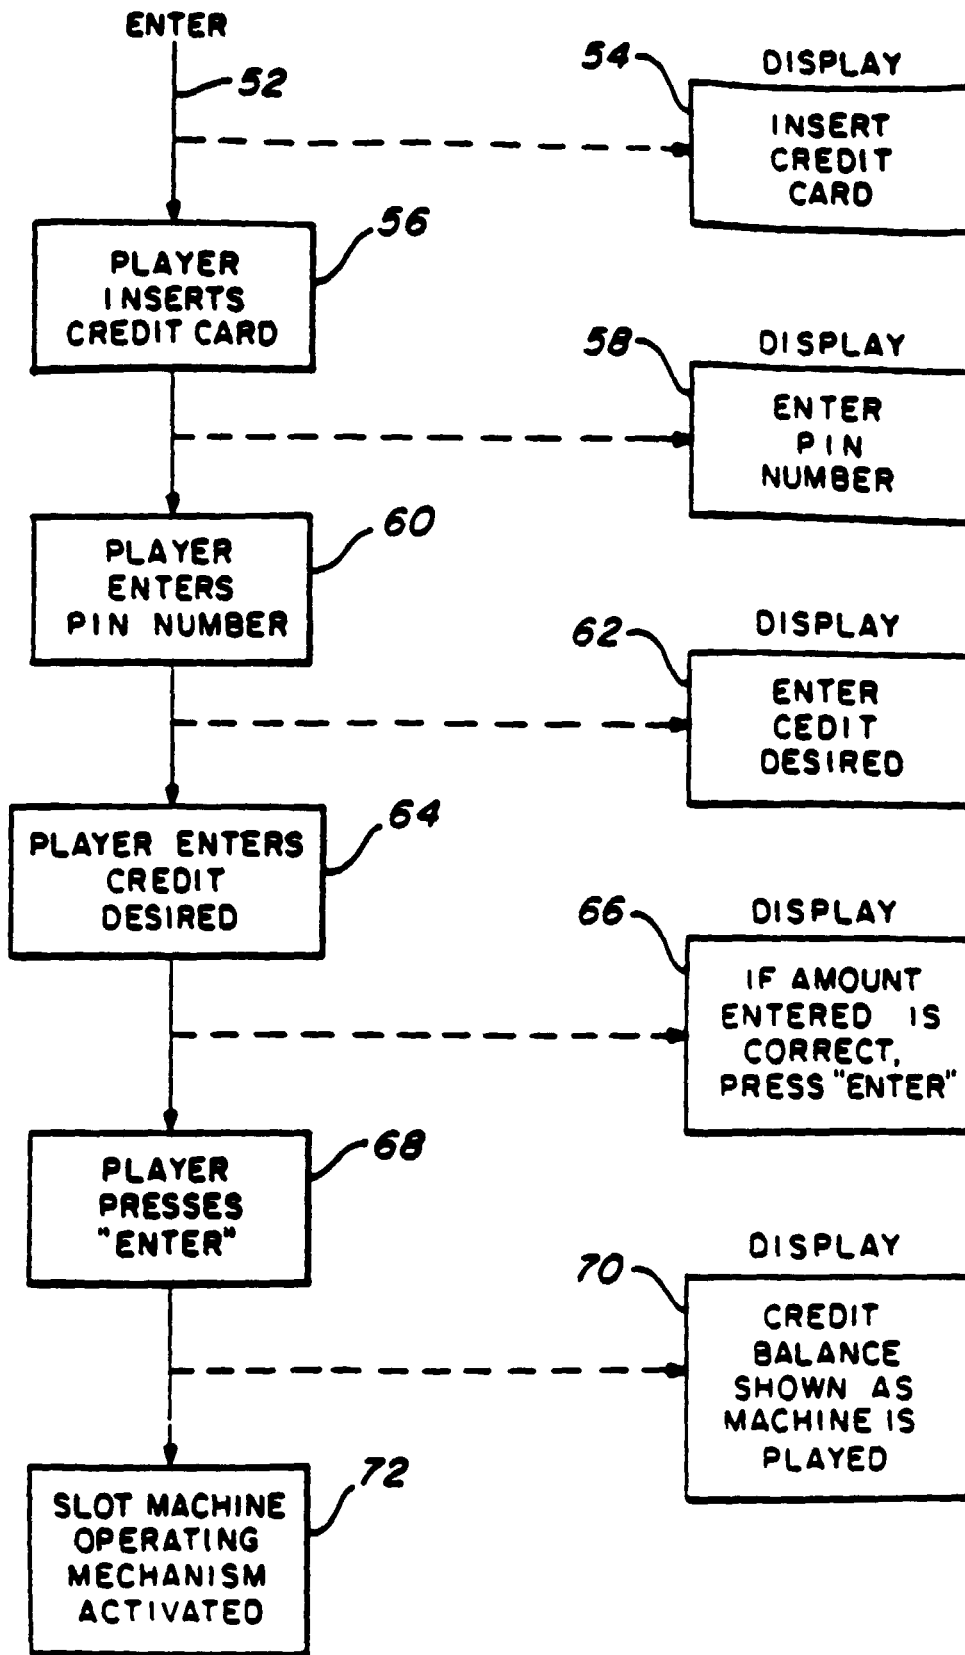 ENTER
52
54
DISPLAY
INSERT
CREDIT
CARD
56
PLAYER
INSERTS
CREDIT CARD
58
DISPLAY
ENTER
PIN
NUMBER
60
PLAYER
ENTERS
PIN NUMBER
62
DISPLAY
ENTER
CEDIT
DESIRED
64
PLAYER ENTERS
CREDIT
DESIRED
66
DISPLAY
IF AMOUNT
ENTERED IS
CORRECT,
PRESS "ENTER"
68
PLAYER
PRESSES
"ENTER"
70
DISPLAY
CREDIT
BALANCE
SHOWN AS
MACHINE IS
PLAYED
72
SLOT MACHINE
OPERATING
MECHANISM
ACTIVATED